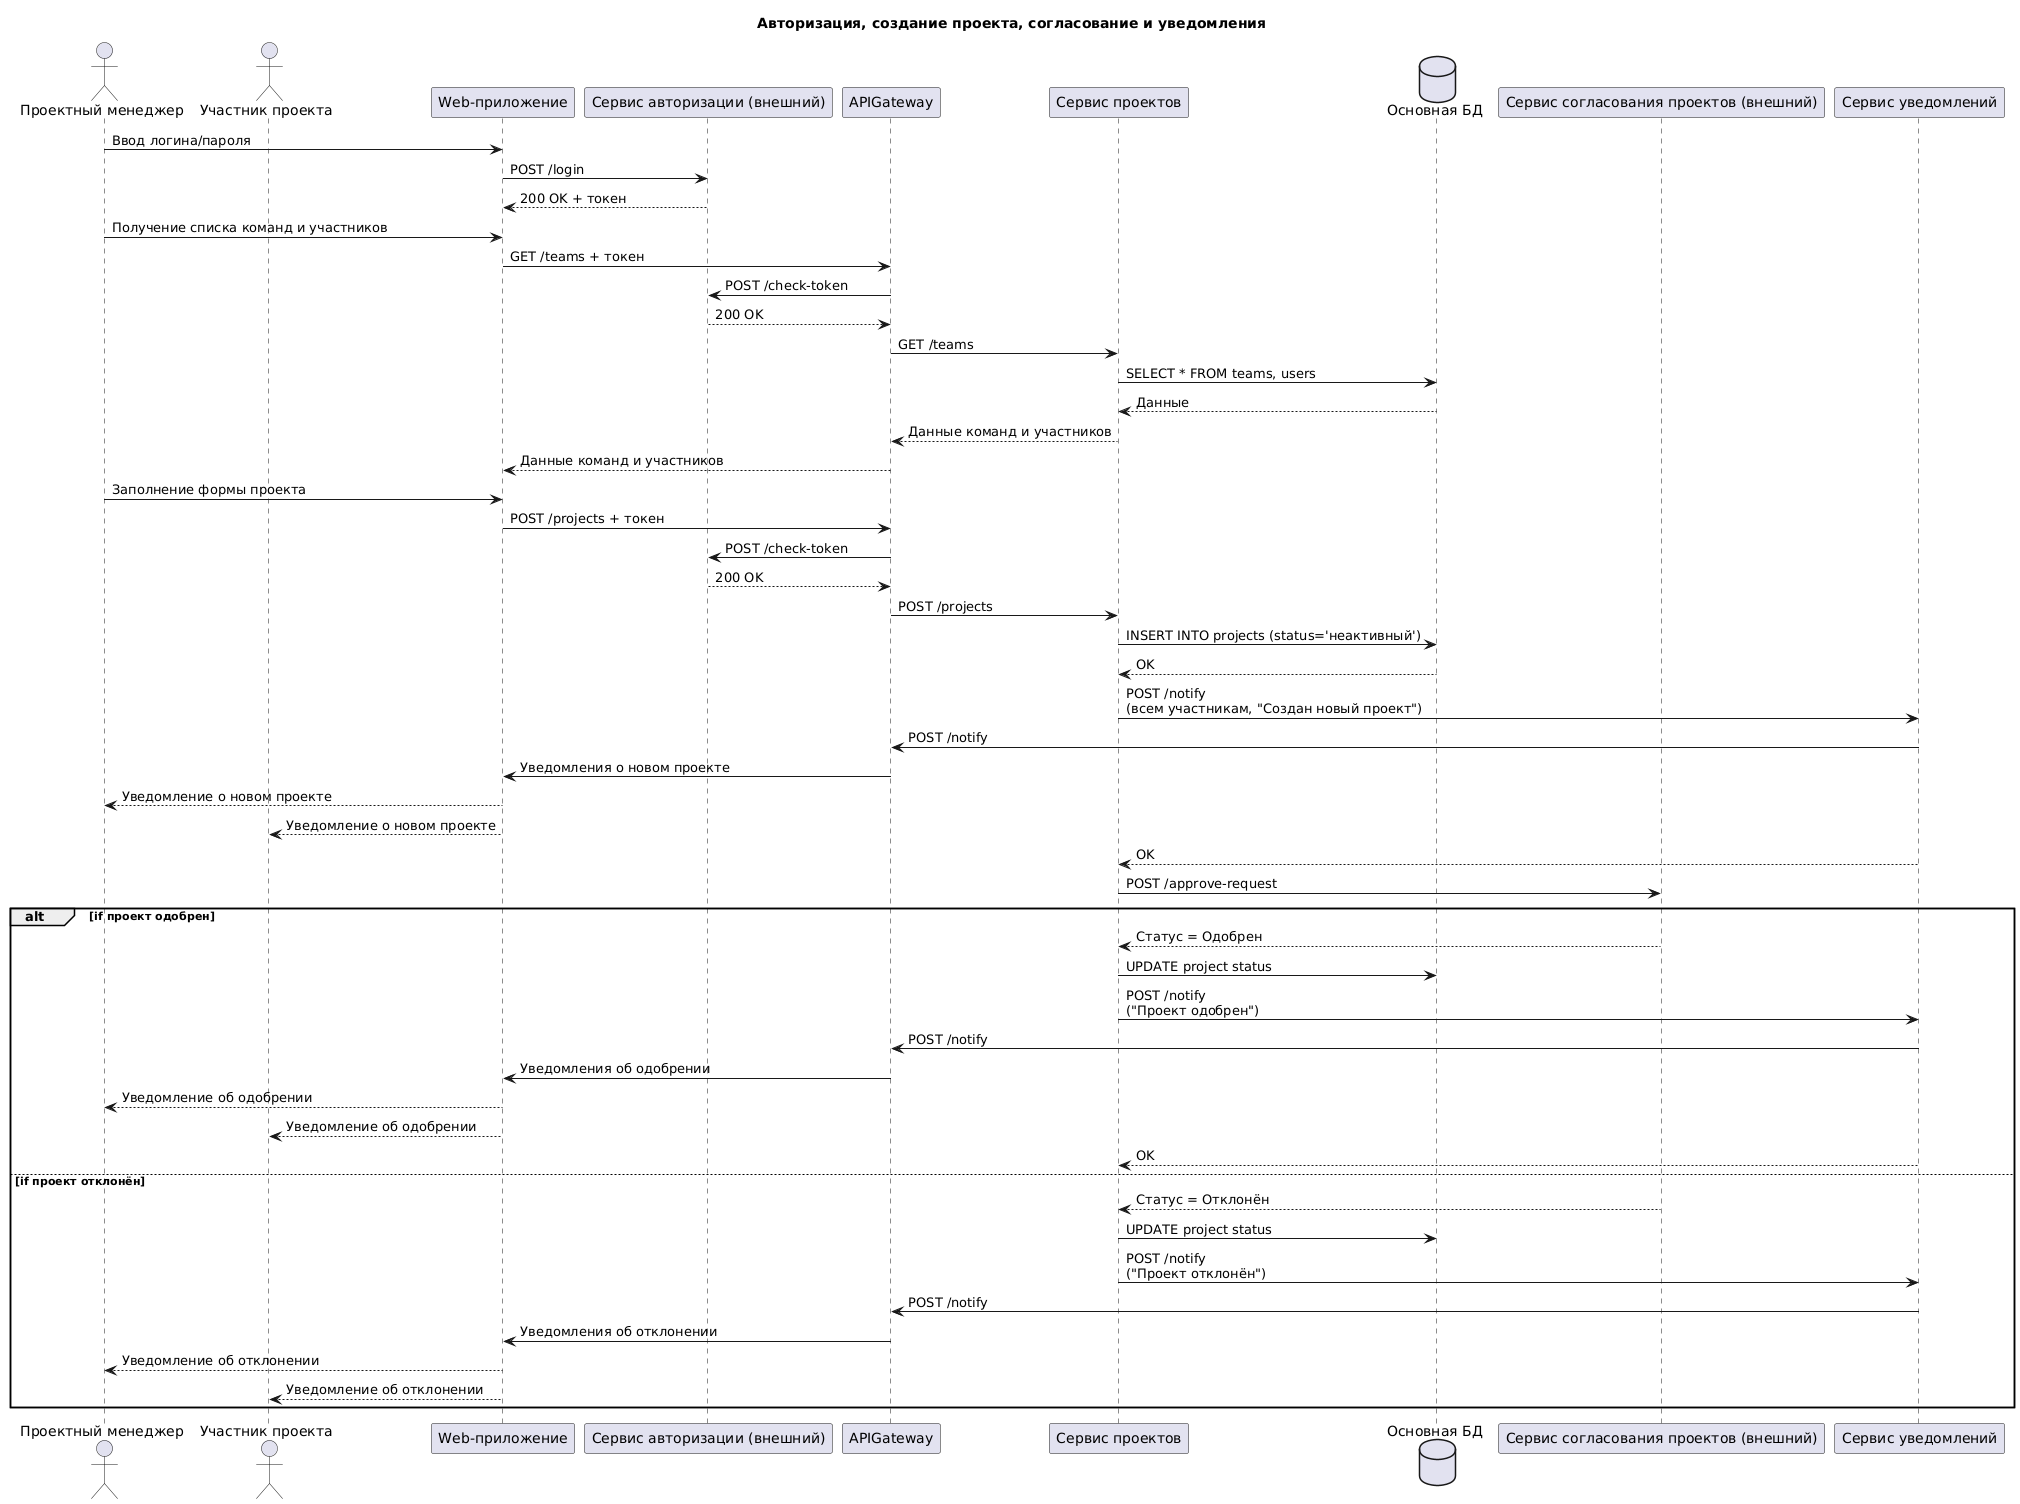 Авторизация, создание проекта, согласование и уведомления
Проектный менеджер
Участник проекта
Web-приложение
Сервис авторизации (внешний)
APIGateway
Сервис проектов
Основная БД
Сервис согласования проектов (внешний)
Сервис уведомлений
Ввод логина/пароля
POST /login
200 OK + токен
Получение списка команд и участников
GET /teams + токен
POST /check-token
200 OK
GET /teams
SELECT * FROM teams, users
Данные
Данные команд и участников
Данные команд и участников
Заполнение формы проекта
POST /projects + токен
POST /check-token
200 OK
POST /projects
INSERT INTO projects (status='неактивный')
OK
POST /notify
(всем участникам, "Создан новый проект")
POST /notify
Уведомления о новом проекте
Уведомление о новом проекте
Уведомление о новом проекте
OK
POST /approve-request
alt
[if проект одобрен]
Статус = Одобрен
UPDATE project status
POST /notify
("Проект одобрен")
POST /notify
Уведомления об одобрении
Уведомление об одобрении
Уведомление об одобрении
OK
[if проект отклонён]
Статус = Отклонён
UPDATE project status
POST /notify
("Проект отклонён")
POST /notify
Уведомления об отклонении
Уведомление об отклонении
Уведомление об отклонении
Проектный менеджер
Участник проекта
Web-приложение
Сервис авторизации (внешний)
APIGateway
Сервис проектов
Основная БД
Сервис согласования проектов (внешний)
Сервис уведомлений